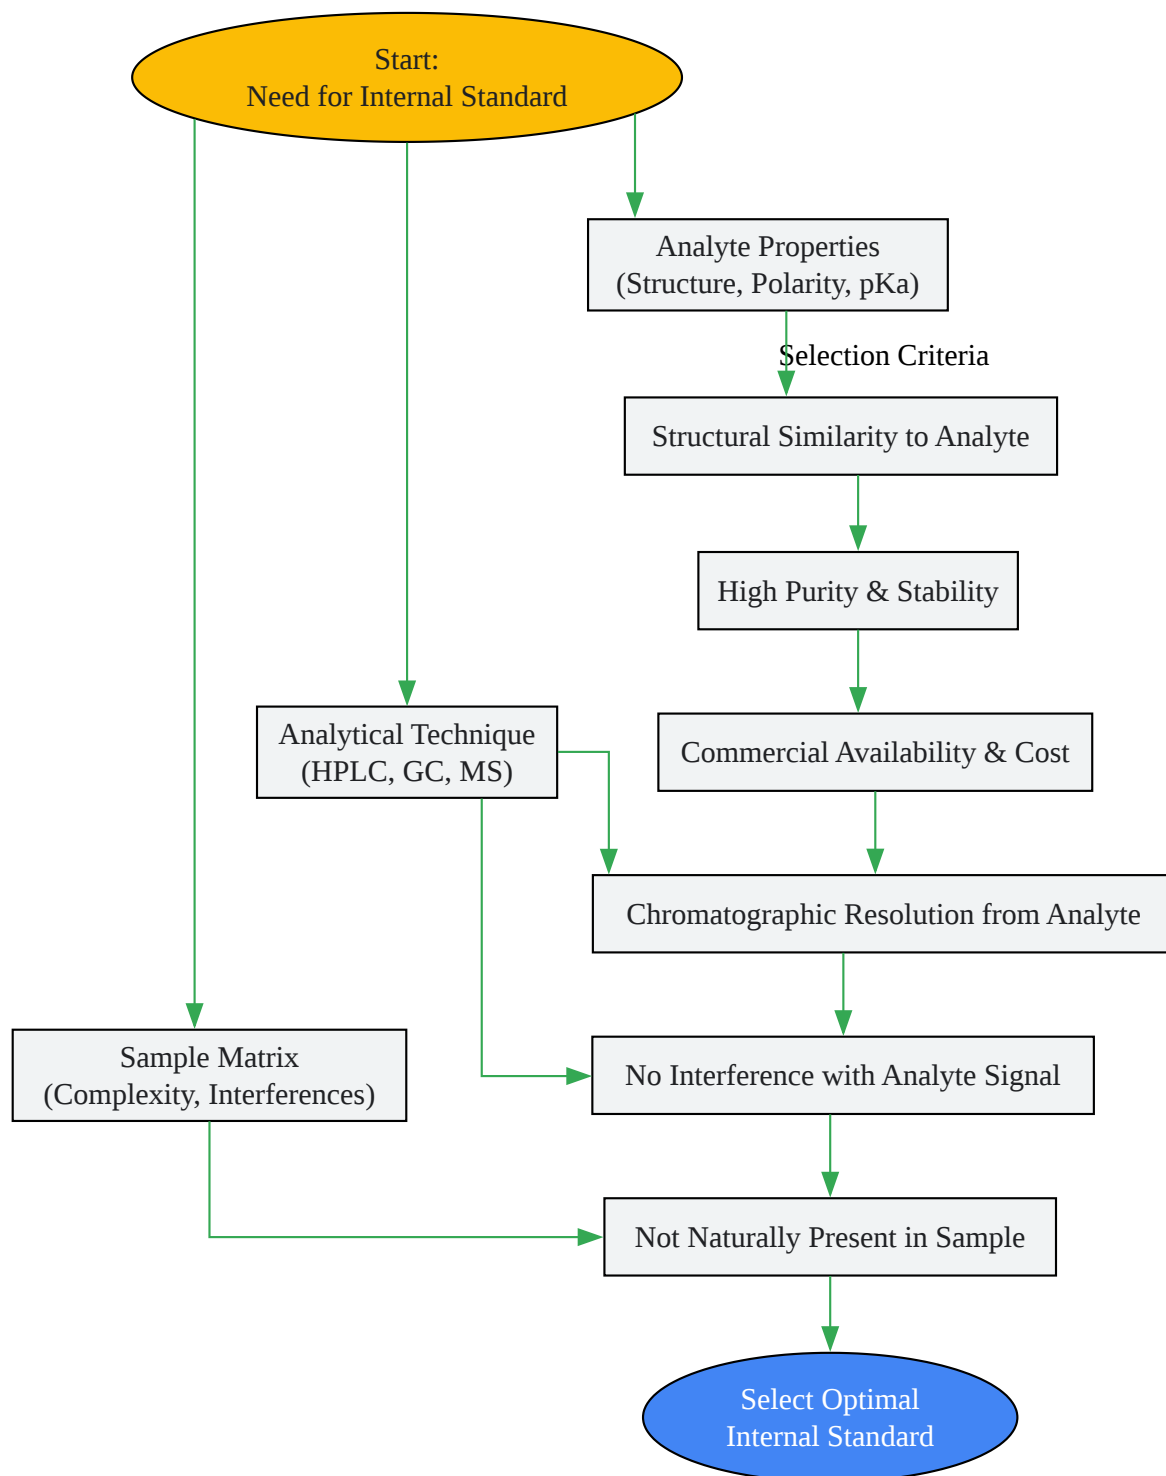 Start:
Need for Internal Standard
Analyte Properties
(Structure, Polarity, pKa)
Selection Criteria
Structural Similarity to Analyte
High Purity & Stability
Analytical Technique
(HPLC, GC, MS)
Commercial Availability & Cost
Chromatographic Resolution from Analyte
Sample Matrix
(Complexity, Interferences)
No Interference with Analyte Signal
Not Naturally Present in Sample
Select Optimal
Internal Standard